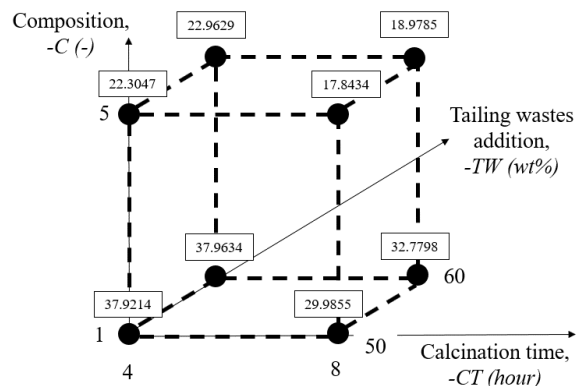 Composition,
-C (-)
22.9629
18.9785
22.3047
17.8434
5
Tailing wastes
addition,
-TW (wt%)
37.9634
32.7798
60
37.9214
29.9855
1
50
4
8
Calcination time,
-CT (hour)